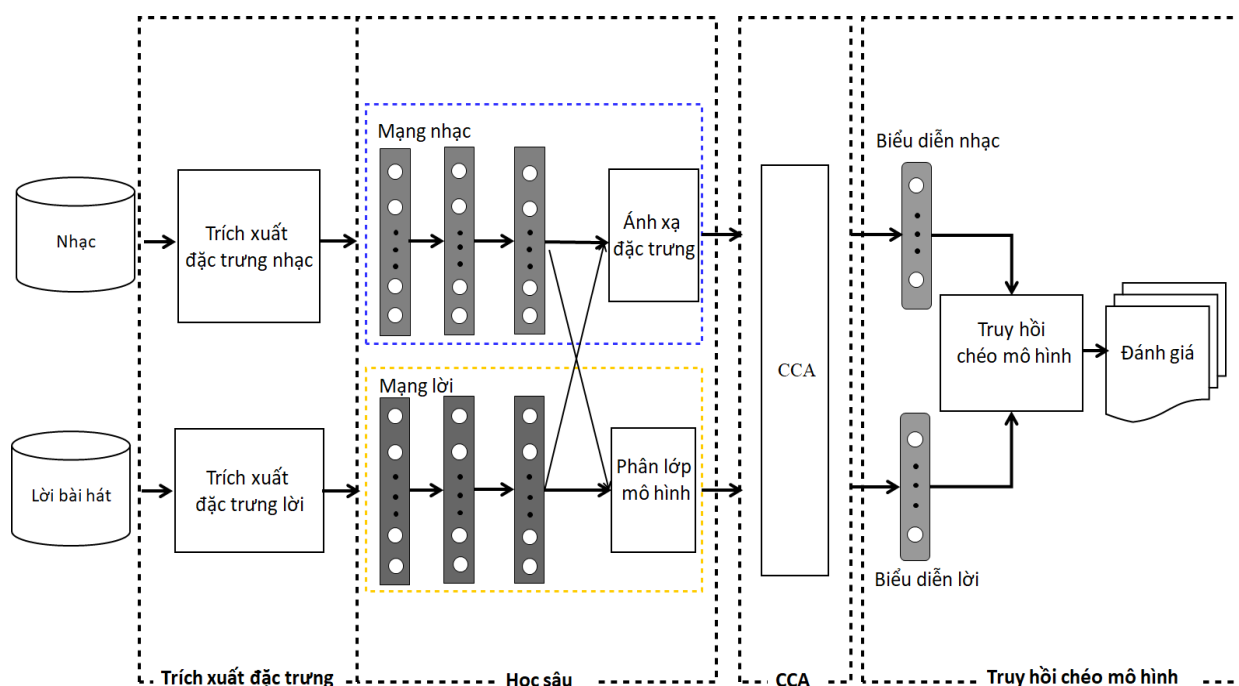 Mạng nhạc
Nhạc
Trích xuất
đặc trưng nhạc
Ánh xạ
đặc trưng
Mạng lời
Lời bài hát
Trích xuất
đặc trưng lời
Phân lớp
mô hình
CCA
Biểu diễn nhạc
Truy hồi
chéo mô hình
Đánh giá
Biểu diễn lời
Trích xuất đặc trưng
Học sâu
CCA
Truy hồi chéo mô hình